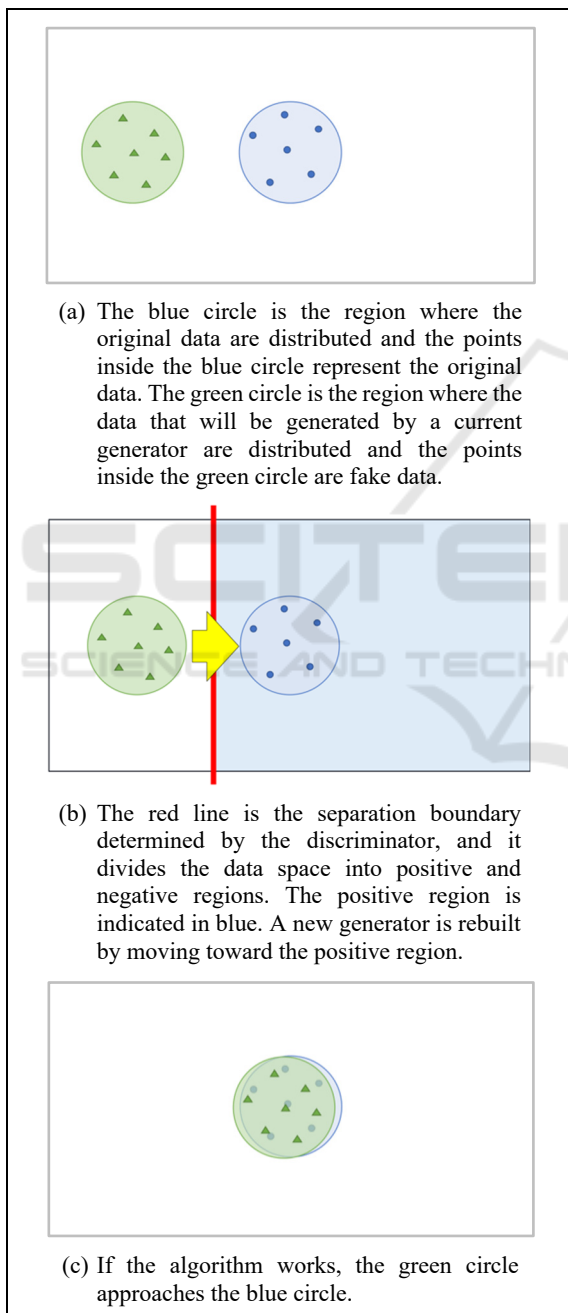 (a) The blue circle is the region where the
original data are distributed and the points
inside the blue circle represent the original
data. The green circle is the region where the
data that will be generated by a current
generator are distributed and the points
inside the green circle are fake data.
(b) The red line is the separation boundary
determined by the discriminator, and it
divides the data space into positive and
negative regions. The positive region is
indicated in blue. A new generator is rebuilt
by moving toward the positive region.
(c) If the algorithm works, the green circle
approaches the blue circle.